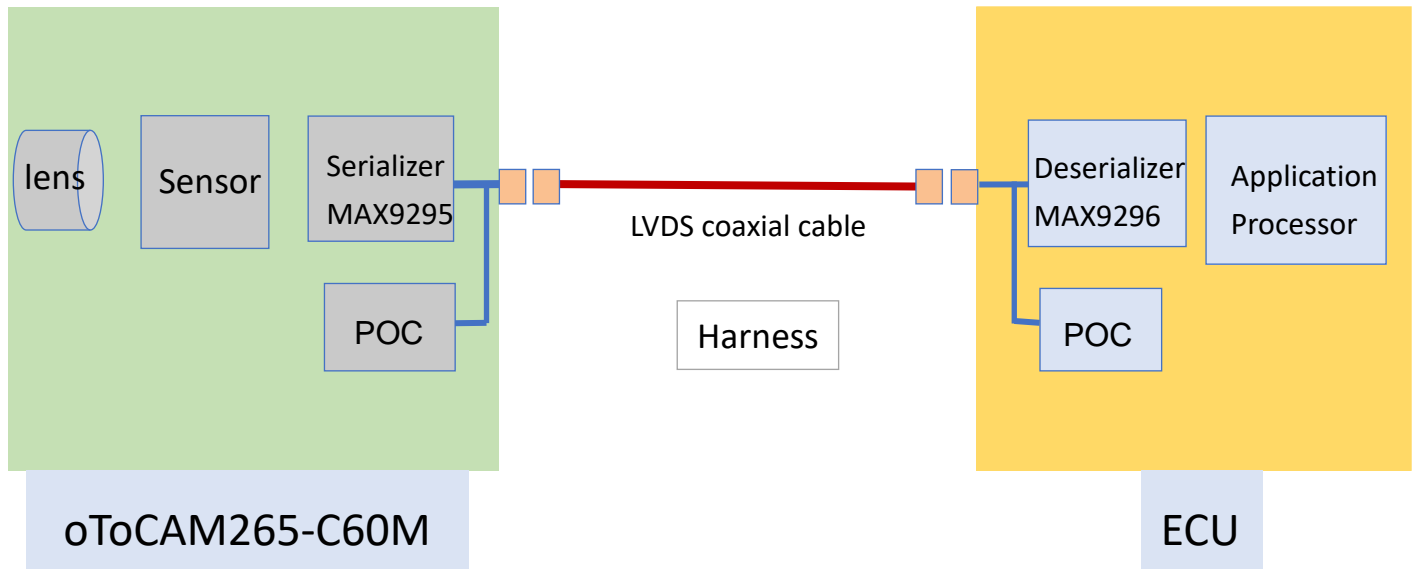 lens
Sensor
Serializer
MAX9295
POC
LVDS coaxial cable
Harness
Deserializer
MAX9296
Application
Processor
POC
oToCAM265-C60M
ECU